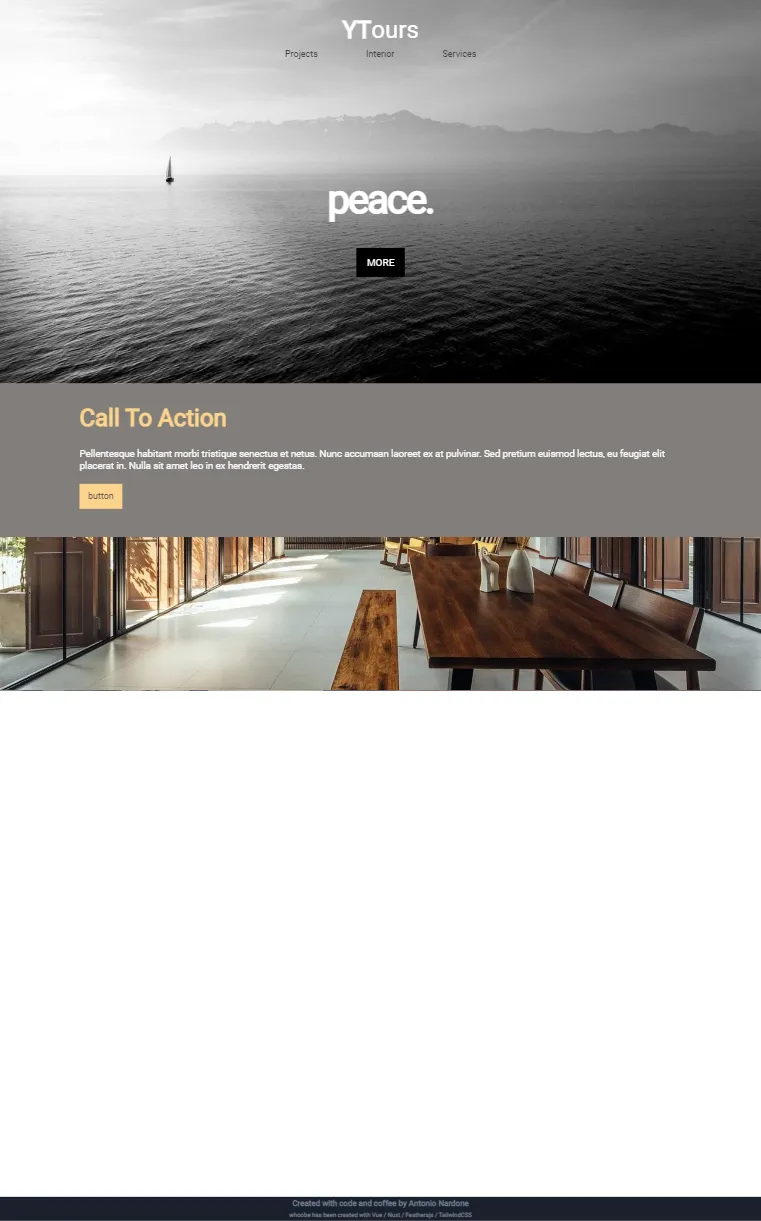 YTours
Projects Interior Services
peace.
MORE
Call To Action
Pellentesque habitant morbi tristique senectus et netus. Nunc accumsan laoreet ex at pulvinar. Sed pretium euismod lectus, eu feugiat elit
placerat in. Nulla sit amet leo in ex hendrerit egestas.
button
Created with code and coffee by Antonio Nardone
whoobe has been created with Vue / Nuxt / Feathersjs / TailwindCSS